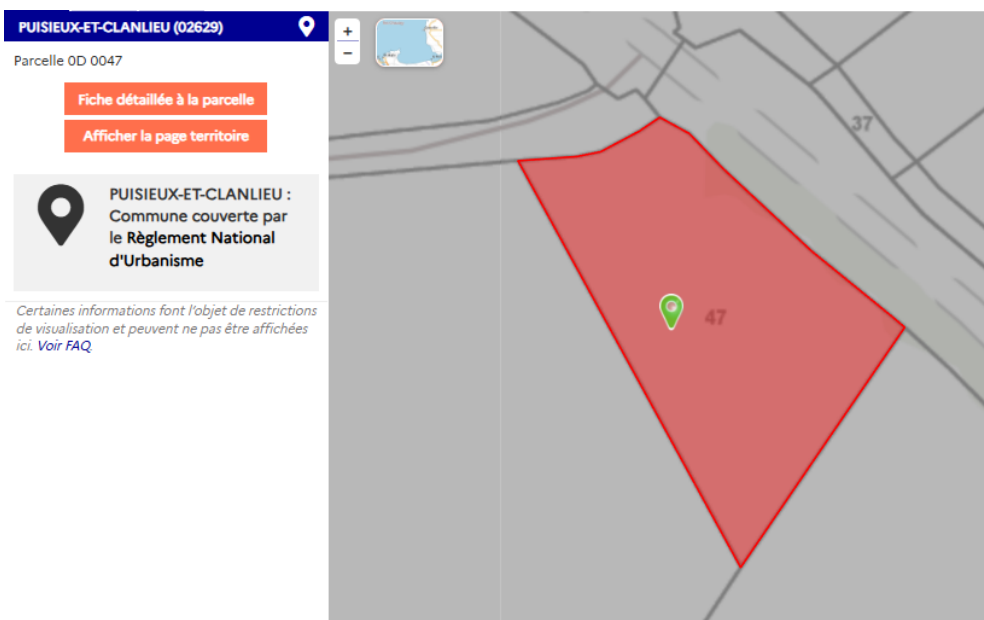 PUISIEUX-ET-CLANLIEU (02629)
Parcelle 0D 0047
Fiche détaillée à la parcelle
Afficher la page territoire
PUISIEUX-ET-CLANLIEU :
Commune couverte par
le Règlement National
d'Urbanisme
Certaines informations font l'objet de restrictions
de visualisation et peuvent ne pas être affichées
ici. Voir FAQ
+
−
37
47